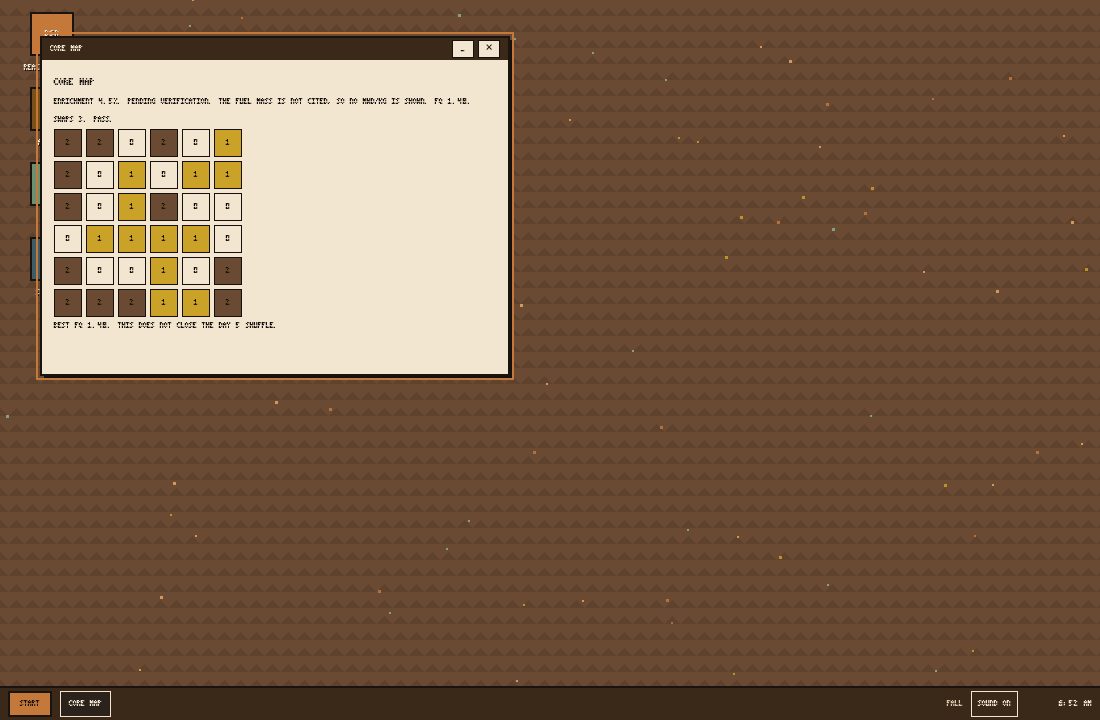 CORE MAP
_ ✕
CORE MAP
ENRICHMENT 4.5%. PENDING VERIFICATION. THE FUEL MASS IS NOT CITED, SO NO MWD/KG IS SHOWN. FQ 1.48.
SWAPS 3. PASS.
2 2 0 2 0 1
2 0 1 0 1 1
2 0 1 2 0 0
0 1 1 1 1 0
2 0 0 1 0 2
2 2 2 1 1 2
BEST FQ 1.48. THIS DOES NOT CLOSE THE DAY 5 SHUFFLE.
START
CORE MAP
FALL
SOUND ON
6:52 AM